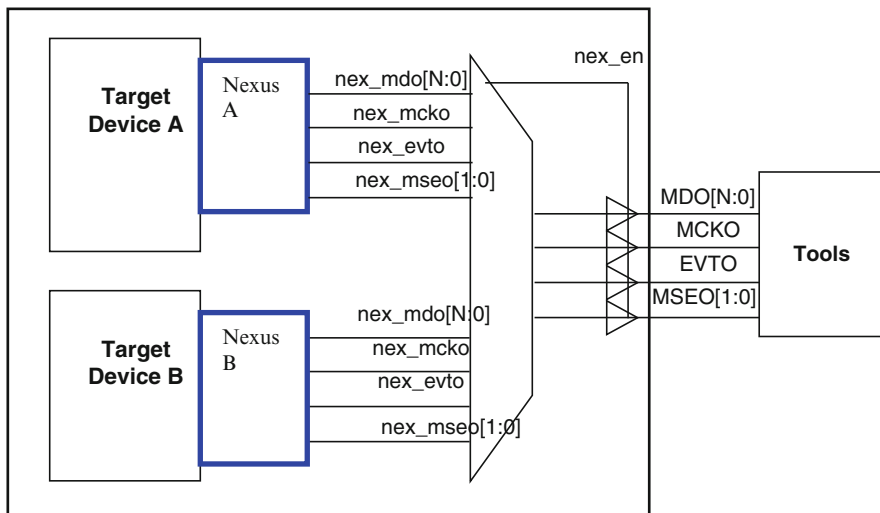 nex_en
Target
Device A
Nexus
A
nex_mdo[N:0]
nex_mcko
nex_evto
nex_mseo[1:0]
MDO[N:0]
MCKO
EVTO
MSEO[1:0]
Tools
Target
Device B
Nexus
B
nex_mdo[N:0]
nex_mcko
nex_evto
nex_mseo[1:0]